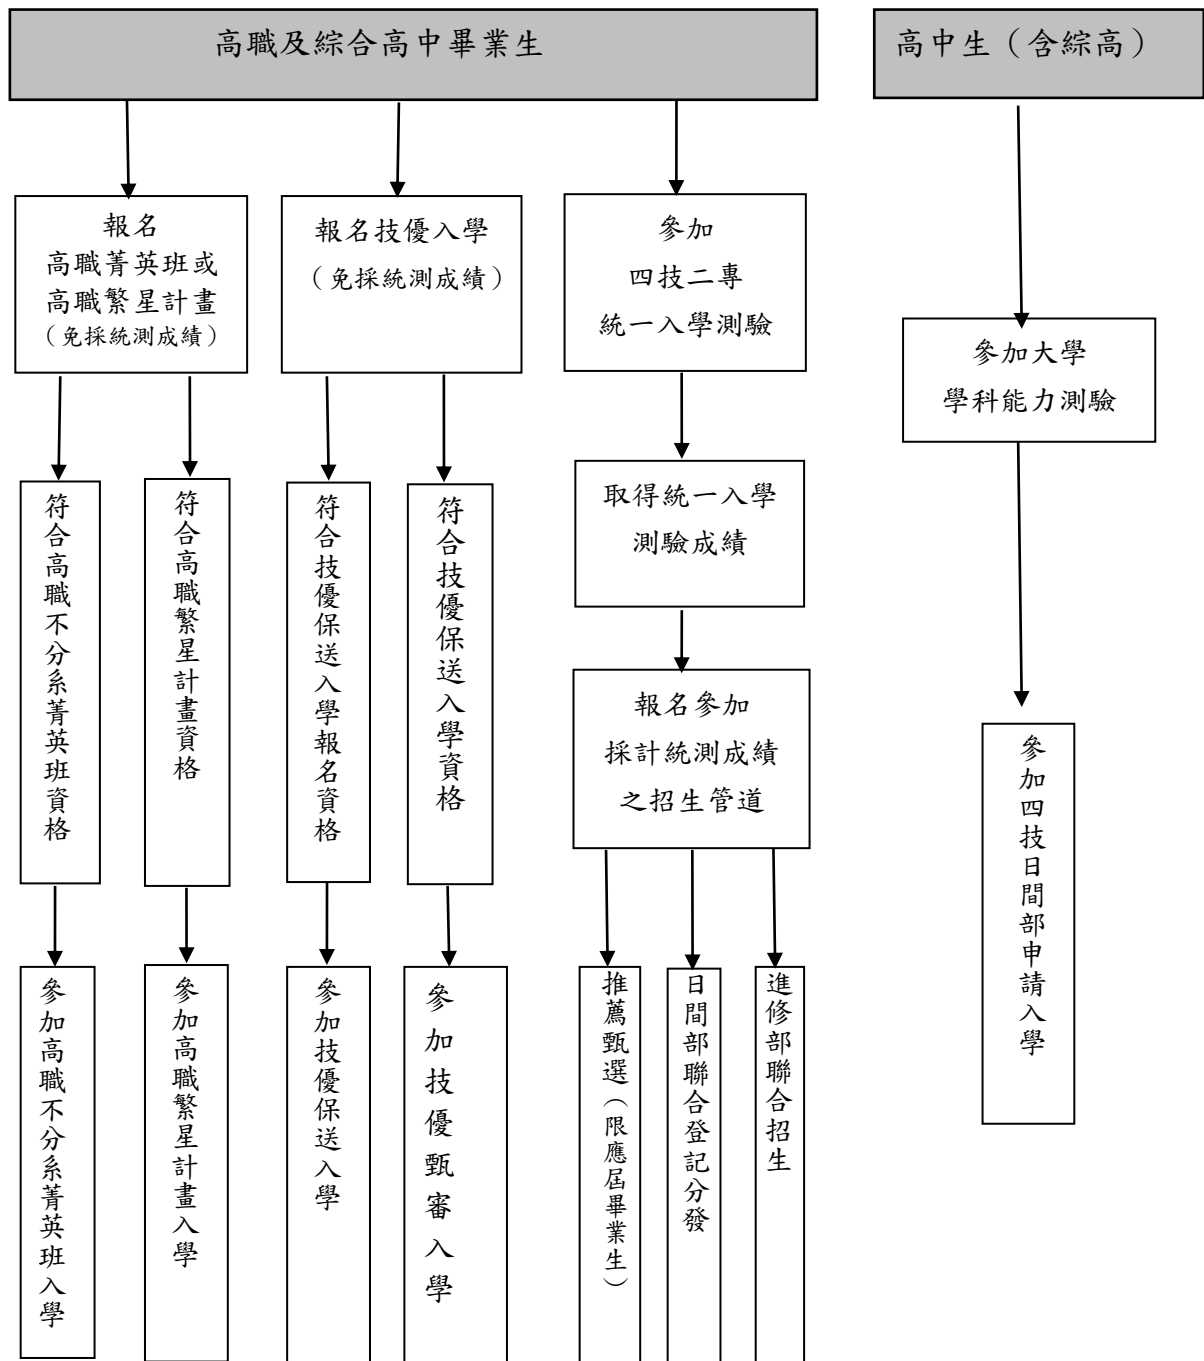 高職及綜合高中畢業生
高中生（含綜高）
報名
高職菁英班或
高職繁星計畫
（免採統測成績）
報名技優入學
（免採統測成績）
參加
四技二專
統一入學測驗
參加大學
學科能力測驗
符合高職不分系菁英班資格
符合高職繁星計畫資格
符合技優保送入學報名資格
符合技優保送入學資格
取得統一入學
測驗成績
報名參加
採計統測成績
之招生管道
參加四技日間部申請入學
參加高職不分系菁英班入學
參加高職繁星計畫入學
參加技優保送入學
參加技優甄審入學
推薦甄選（限應屆畢業生）
日間部聯合登記分發
進修部聯合招生